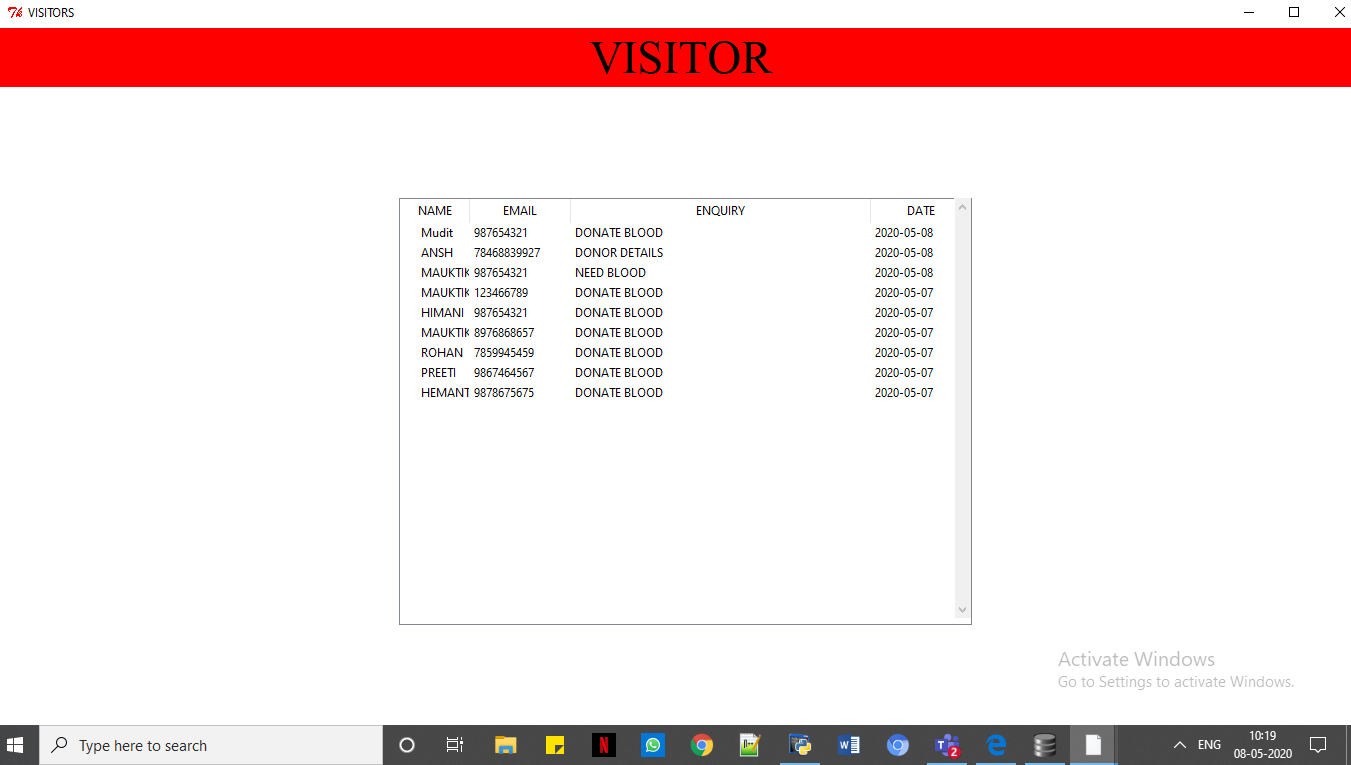 VISITORS
VISITOR
NAME EMAIL ENQUIRY DATE
Mudit 987654321 DONATE BLOOD 2020-05-08
ANSH 78468839927 DONOR DETAILS 2020-05-08
MAUKTIK 987654321 NEED BLOOD 2020-05-08
MAUKTIK 123466789 DONATE BLOOD 2020-05-07
HIMANI 987654321 DONATE BLOOD 2020-05-07
MAUKTIK 8976868657 DONATE BLOOD 2020-05-07
ROHAN 7859945459 DONATE BLOOD 2020-05-07
PREETI 9867464567 DONATE BLOOD 2020-05-07
HEMANT 9878675675 DONATE BLOOD 2020-05-07
Activate Windows
Go to Settings to activate Windows.
Type here to search
ENG
10:19
08-05-2020